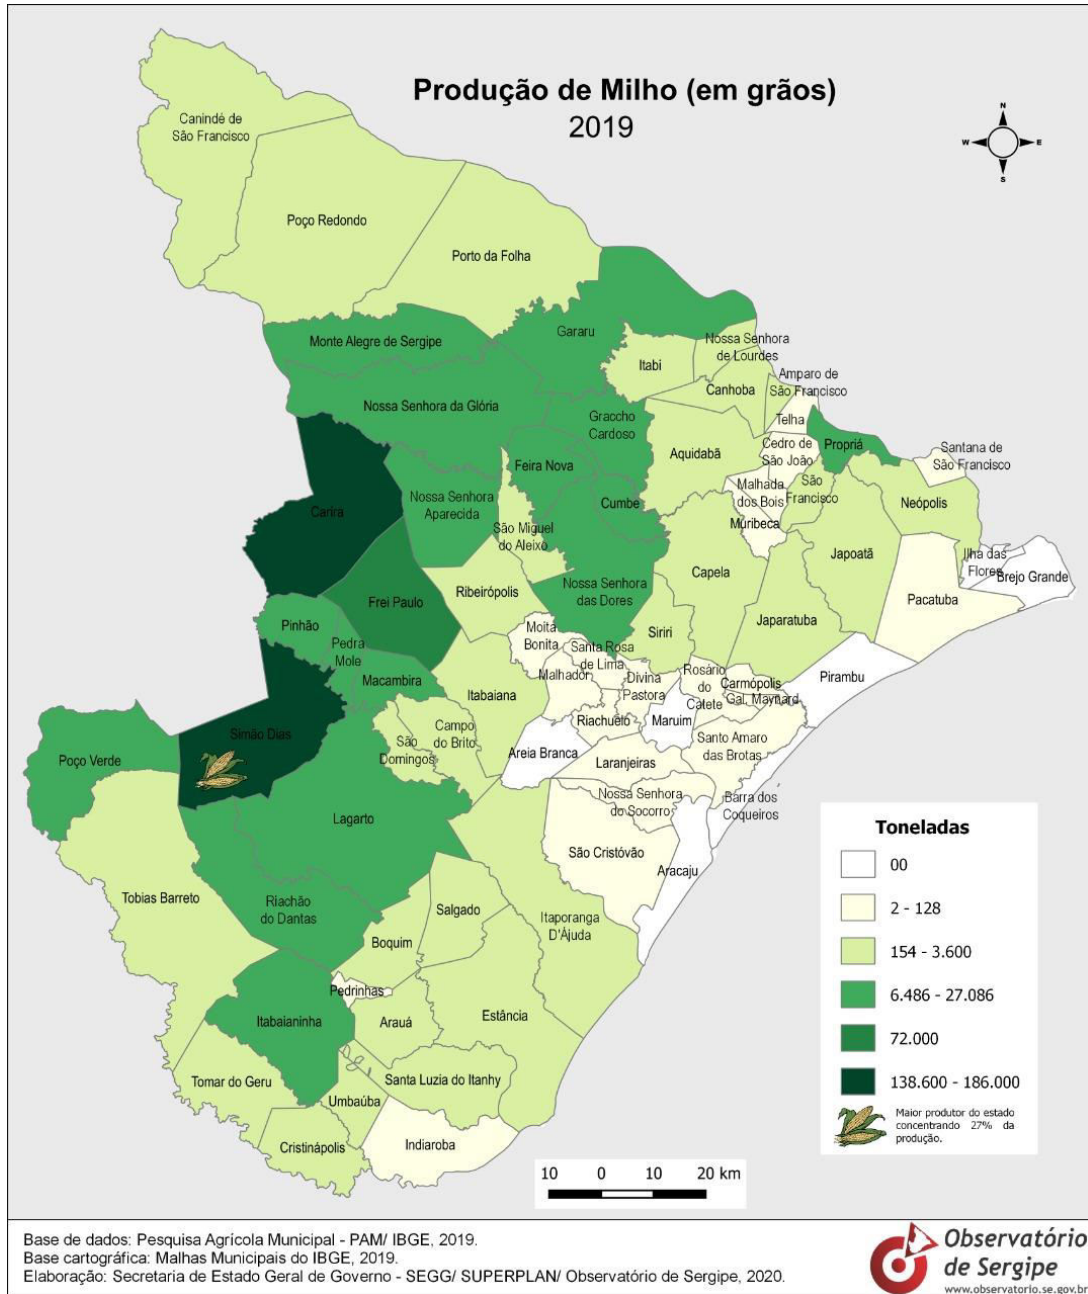 Produção de Milho (em grãos)
2019
N
W
E
S
Canindé de
São Francisco
Poço Redondo
Porto da Folha
Monte Alegre de Sergipe
Gararu
Nossa Senhora
de Lourdes
Itabi
Amparo de
São Francisco
Canhoba
Nossa Senhora da Glória
Graccho
Cardoso
Telha
Aquidabã
Cedro de
São João
Propriá
Santana de
São Francisco
Feira Nova
Malhada
dos Bois
São
Francisco
Neópolis
Nossa Senhora
Aparecida
Cumbe
Carira
São Miguel
do Aleixo
Muribeca
Japoatã
Ilha das
Flores
Brejo Grande
Capela
Nossa Senhora
das Dores
Ribeirópolis
Frei Paulo
Pacatuba
Japaratuba
Pinhão
Moita
Bonita
Siriri
Pedra
Mole
Santa Rosa
de Lima
Macambira
Malhador
Divina
Pastora
Rosário
do
Catete
Carmópolis
Pirambu
Itabaiana
Gal. Maynard
Riachuelo
Maruim
Simão Dias
Campo
do Brito
São
Domingos
Areia Branca
Santo Amaro
das Brotas
Poço Verde
Laranjeiras
Nossa Senhora
do Socorro
Barra dos
Coqueiros
Lagarto
São Cristóvão
Aracaju
Tobias Barreto
Riachão
do Dantas
Salgado
Itaporanga
D'Ájuda
Boquim
Pedrinhas
Itabaianinha
Arauá
Estância
Tomar do Geru
Santa Luzia do Itanhy
Umbaúba
Cristinápolis
Indiaroba
Toneladas
00
2 - 128
154 - 3.600
6.486 - 27.086
72.000
138.600 - 186.000
Maior produtor do estado
concentrando 27% da
produção.
10 0 10 20 km
Base de dados: Pesquisa Agrícola Municipal - PAM/ IBGE, 2019.
Base cartográfica: Malhas Municipais do IBGE, 2019.
Elaboração: Secretaria de Estado Geral de Governo - SEGG/ SUPERPLAN/ Observatório de Sergipe, 2020.
Observatório
de Sergipe
www.observatorio.se.gov.br